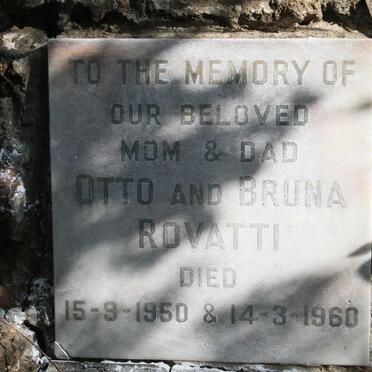 TO THE MEMORY OF
OUR BELOVED
MOM & DAD
OTTO AND BRUNA
ROVATTI
DIED
15-9-1950 & 14-3-1960